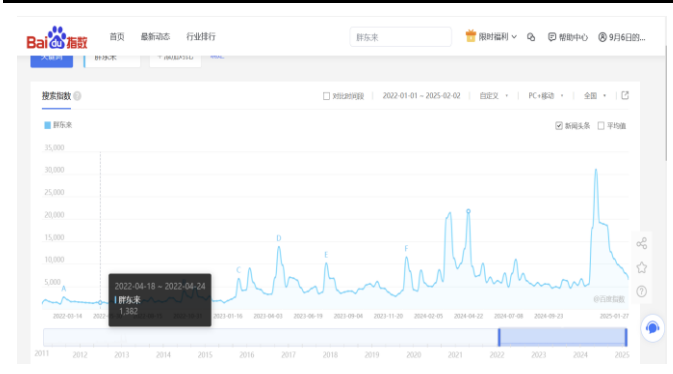 Bai du 指数 首页 最新动态 行业排行 胖东来 限时福利 帮助中心 9月6日的...
关键词 胖东来 +添加对比
搜索指数 对比时间段 2022-01-01 ~ 2025-02-02 自定义 PC+移动 全国
胖东来 新闻头条 平均值
35,000
30,000
25,000
20,000
15,000
10,000
5,000
A
C
D
E
F
2022-04-18 ~ 2022-04-24
胖东来
1,382
@百度指数
2022-03-14 2023-01-16 2023-04-03 2023-06-19 2023-09-04 2023-11-20 2024-02-05 2024-04-22 2024-07-08 2024-09-23 2025-01-27
2011 2012 2013 2014 2015 2016 2017 2018 2019 2020 2021 2022 2023 2024 2025